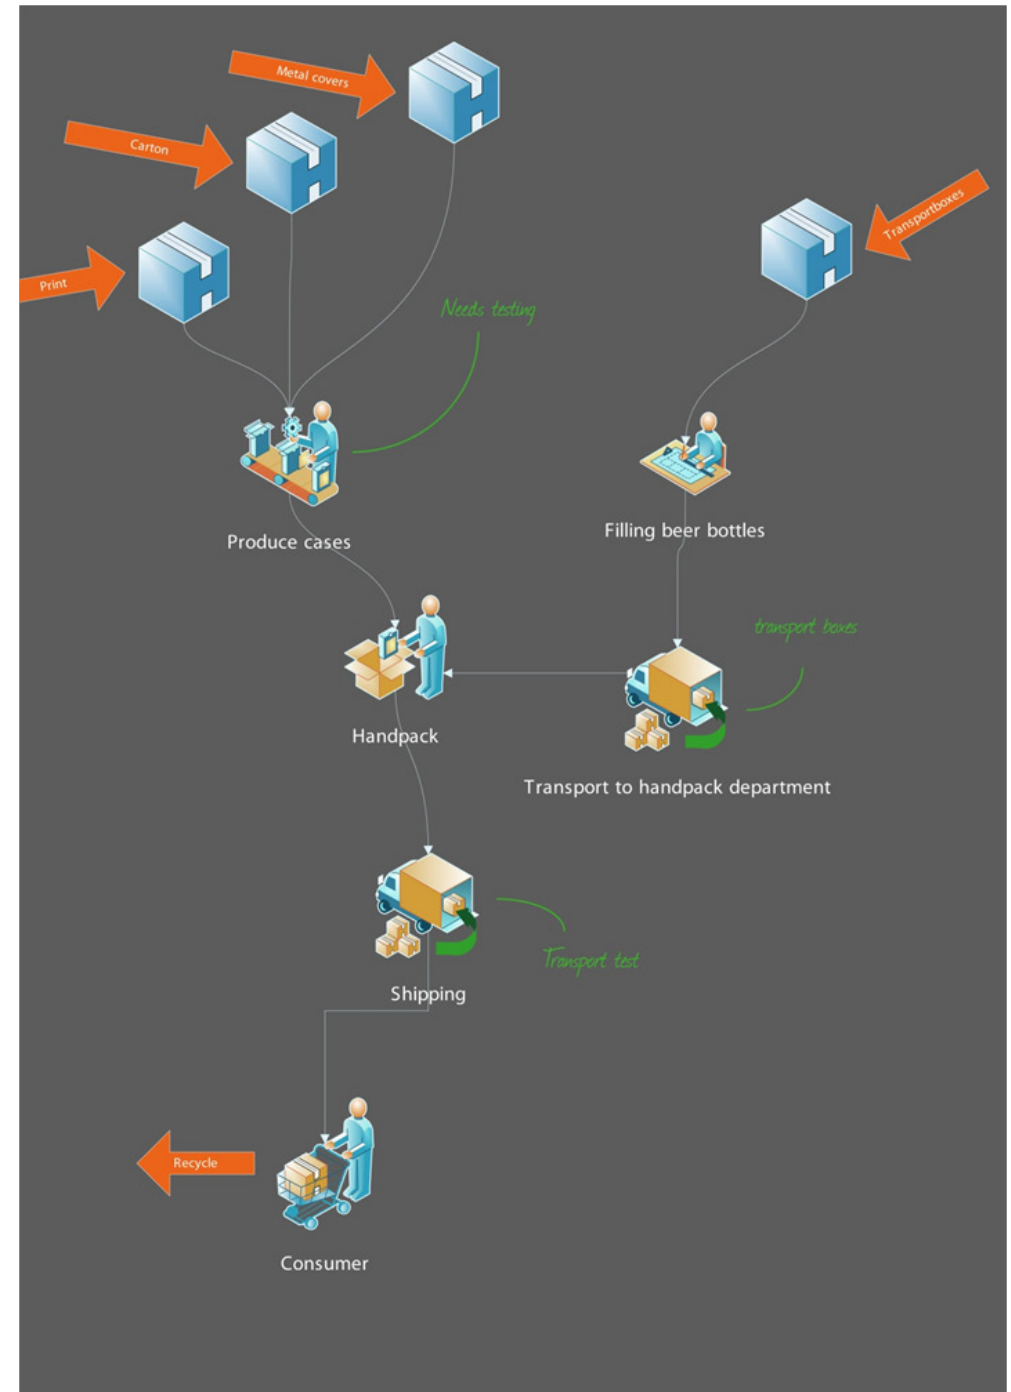 Metal covers
Carton
Transportboxes
Print
Needs testing
Produce cases
Filling beer bottles
transport boxes
Handpack
Transport to handpack department
Transport test
Shipping
Recycle
Consumer